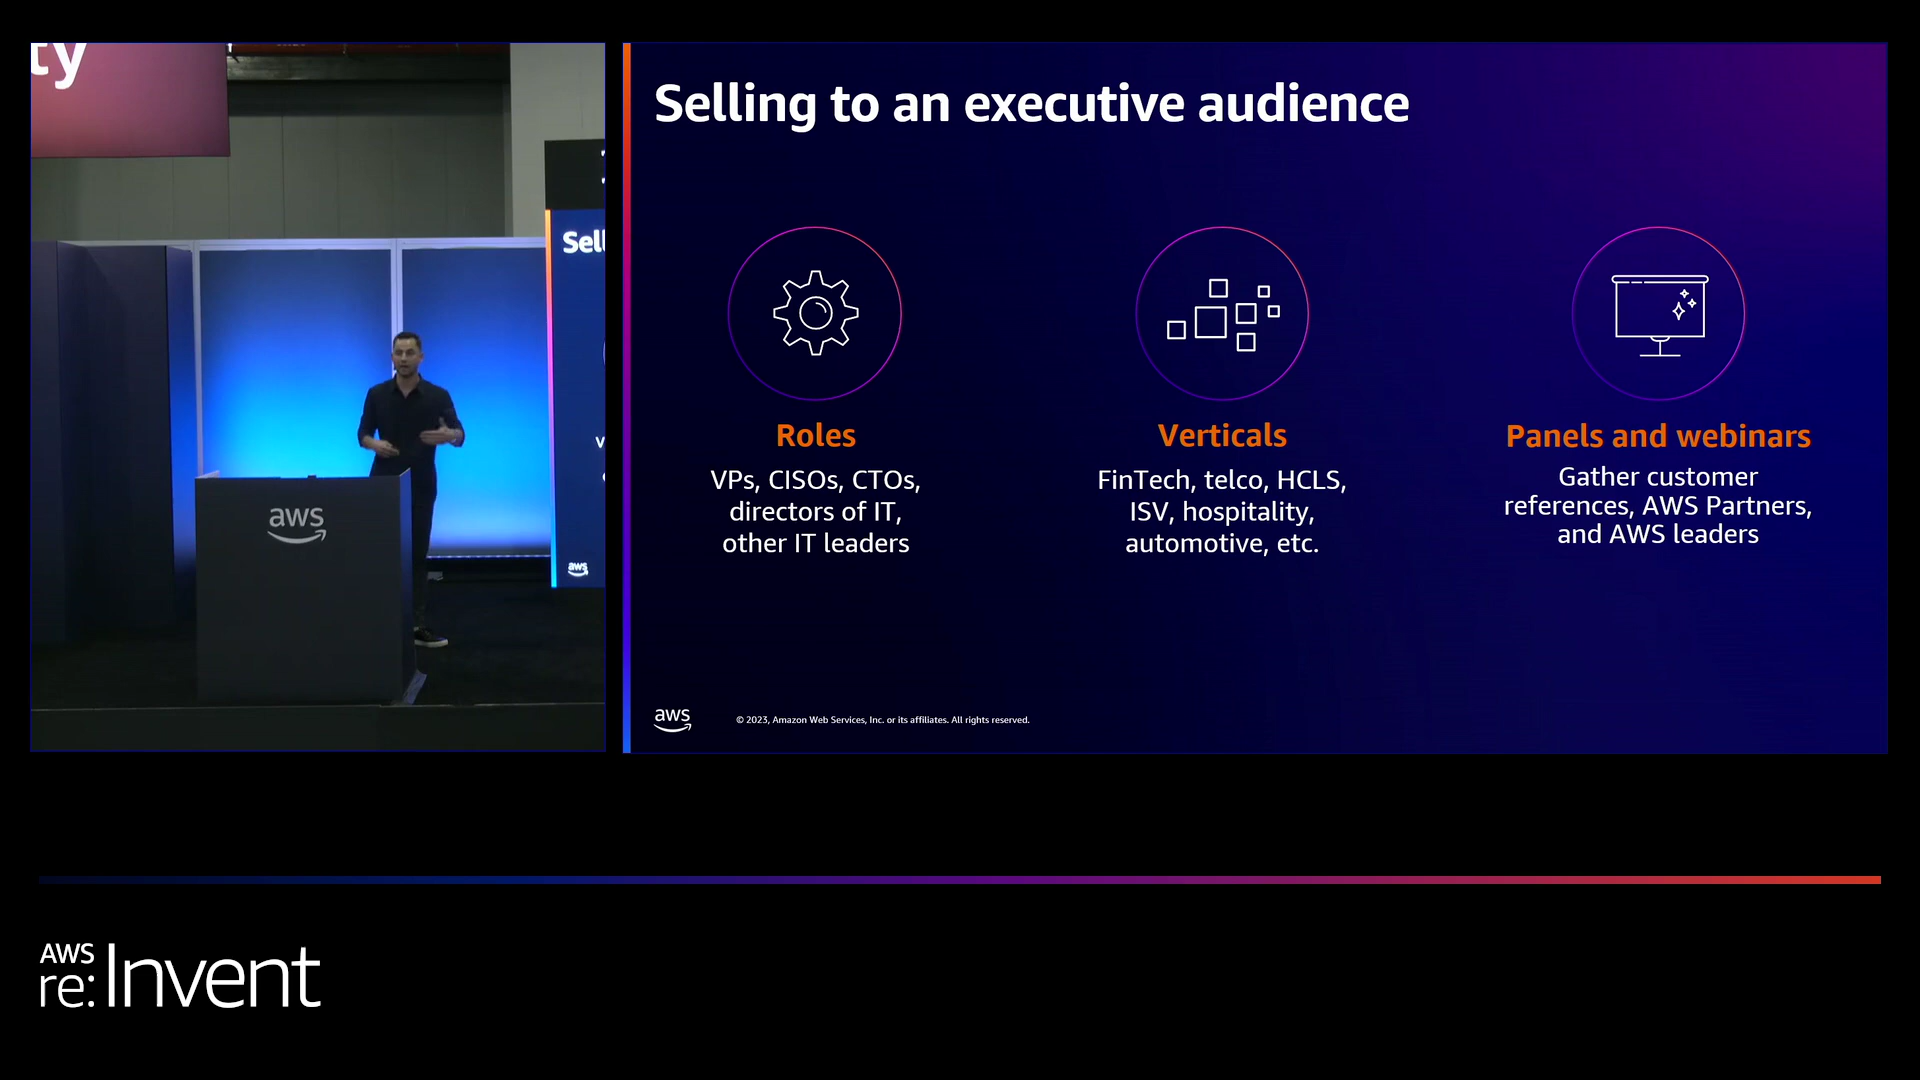 ty
Sell
aws
aws
Selling to an executive audience
Roles
VPs, CISOs, CTOs,
directors of IT,
other IT leaders
Verticals
FinTech, telco, HCLS,
ISV, hospitality,
automotive, etc.
Panels and webinars
Gather customer
references, AWS Partners,
and AWS leaders
aws
© 2023, Amazon Web Services, Inc. or its affiliates. All rights reserved.
AWS
re:Invent